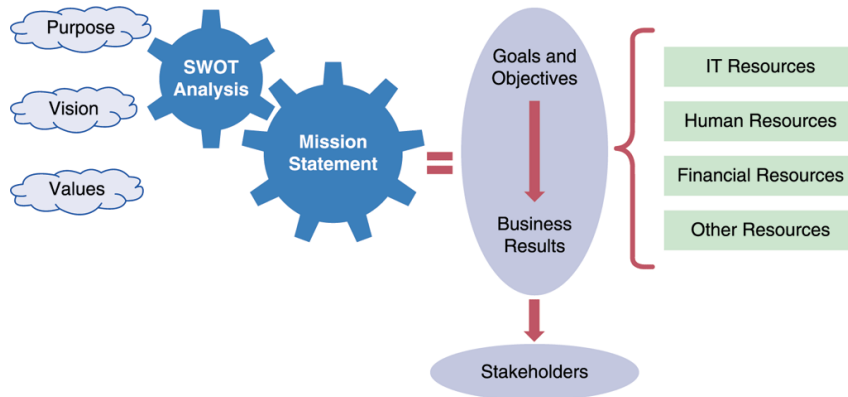 Purpose
Vision
Values
SWOT
Analysis
Mission
Statement
=
Goals and
Objectives
Business
Results
Stakeholders
IT Resources
Human Resources
Financial Resources
Other Resources